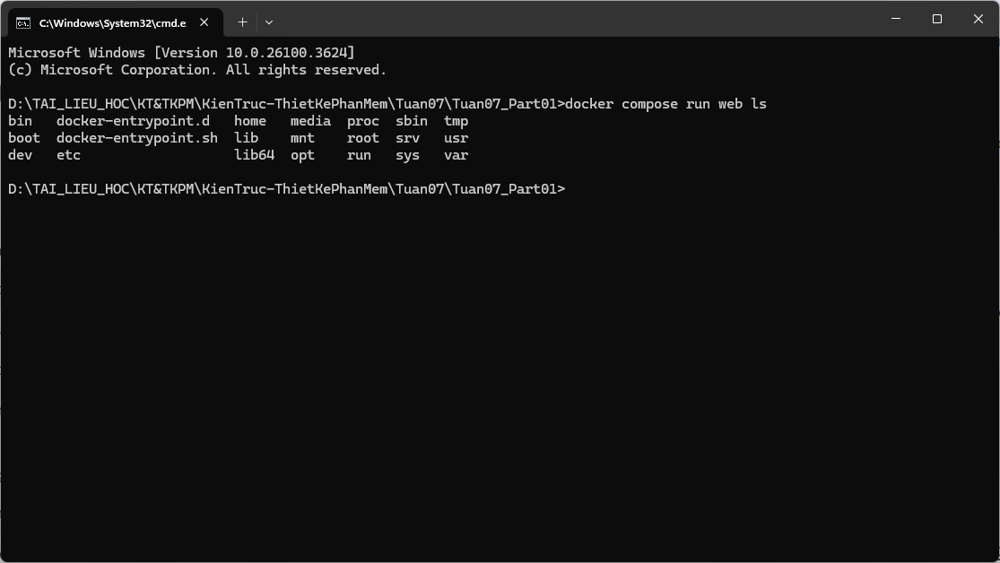 C:\Windows\System32\cmd.e
Microsoft Windows [Version 10.0.26100.3624]
(c) Microsoft Corporation. All rights reserved.
D:\TAI_LIEU_HOC\KT&TKPM\KienTruc-ThietKePhanMem\Tuan07\Tuan07_Part01>docker compose run web ls
bin   docker-entrypoint.d   home   media  proc  sbin  tmp
boot  docker-entrypoint.sh  lib    mnt    root  srv   usr
dev   etc                   lib64  opt    run   sys   var
D:\TAI_LIEU_HOC\KT&TKPM\KienTruc-ThietKePhanMem\Tuan07\Tuan07_Part01>